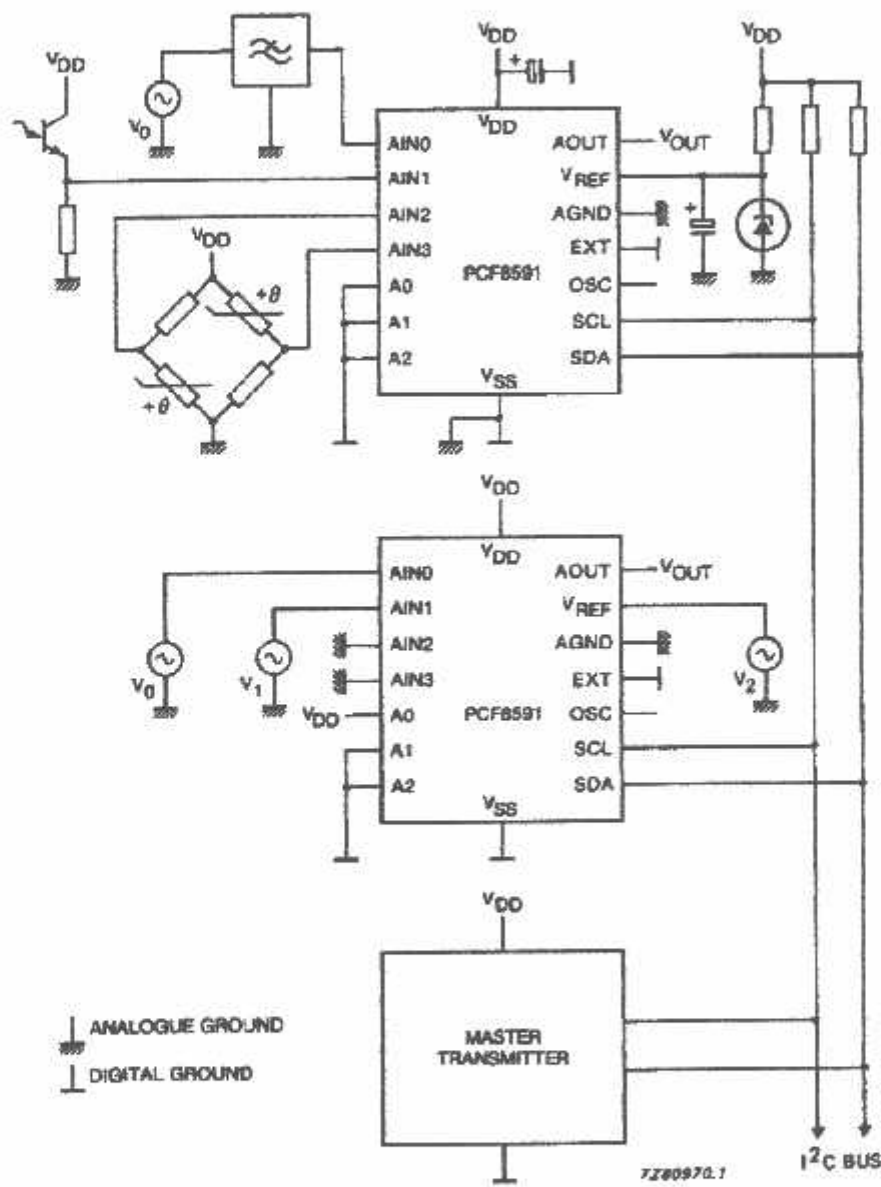 VDD
V0
VDD
VDD
AIN0
AIN1
AIN2
AIN3
A0
A1
A2
PCF8591
VSS
AOUT
VREF
AGND
EXT
OSC
SCL
SDA
VOUT
+
VDD
+
VDD
+θ
+θ
VDD
VDD
AIN0
AIN1
AIN2
AIN3
A0
A1
A2
PCF8591
VSS
AOUT
VREF
AGND
EXT
OSC
SCL
SDA
VOUT
V0
V1
VDD
V2
VDD
MASTER
TRANSMITTER
ANALOGUE GROUND
DIGITAL GROUND
7Z80970.1
I²C BUS